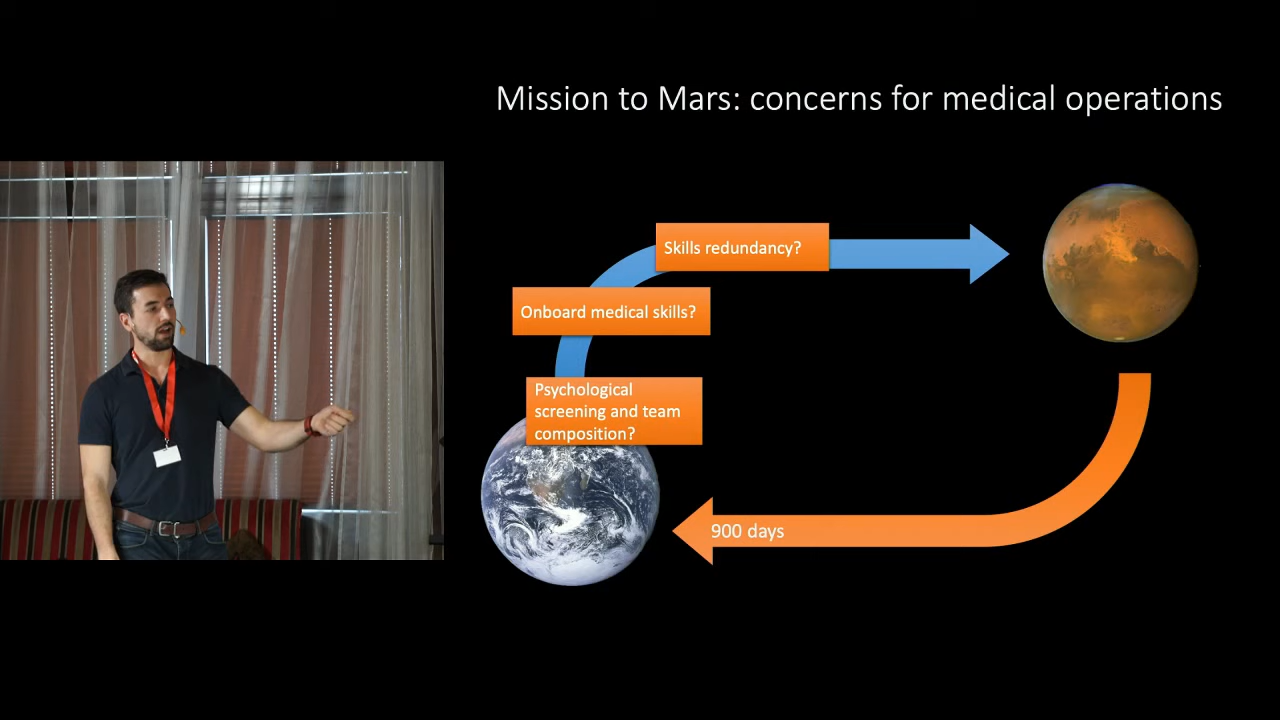 Mission to Mars: concerns for medical operations
Skills redundancy?
Onboard medical skills?
Psychological
screening and team
composition?
900 days